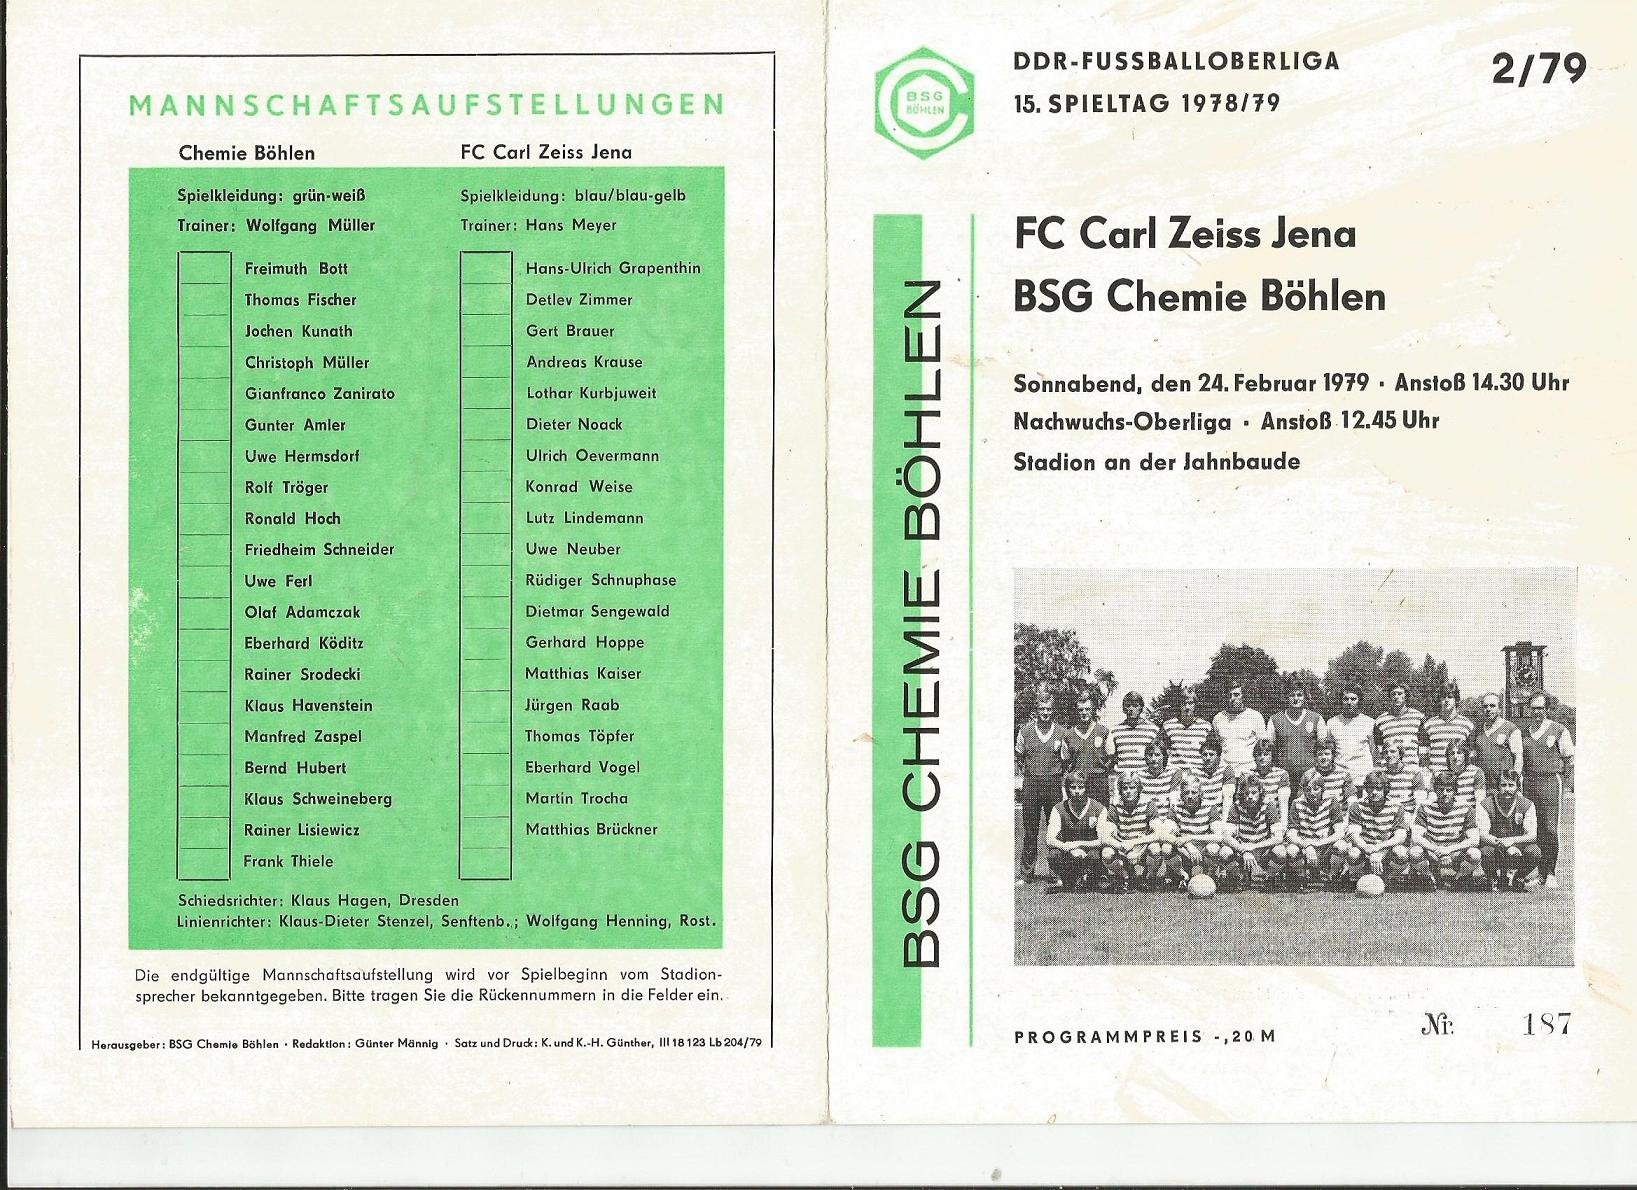 MANNSCHAFTSAUFSTELLUNGEN
Chemie Böhlen
Spielkleidung: grün-weiß
Trainer: Wolfgang Müller
Freimuth Bott
Thomas Fischer
Jochen Kunath
Christoph Müller
Gianfranco Zanirato
Gunter Amler
Uwe Hermsdorf
Rolf Tröger
Ronald Hoch
Friedheim Schneider
Uwe Ferl
Olaf Adamczak
Eberhard Köditz
Rainer Srodecki
Klaus Havenstein
Manfred Zaspel
Bernd Hubert
Klaus Schweineberg
Rainer Lisiewicz
Frank Thiele
FC Carl Zeiss Jena
Spielkleidung: blau/blau-gelb
Trainer: Hans Meyer
Hans-Ulrich Grapenthin
Detlev Zimmer
Gert Brauer
Andreas Krause
Lothar Kurbjuweit
Dieter Noack
Ulrich Oevermann
Konrad Weise
Lutz Lindemann
Uwe Neuber
Rüdiger Schnuphase
Dietmar Sengewald
Gerhard Hoppe
Matthias Kaiser
Jürgen Raab
Thomas Töpfer
Eberhard Vogel
Martin Trocha
Matthias Brückner
Schiedsrichter: Klaus Hagen, Dresden
Linienrichter: Klaus-Dieter Stenzel, Senftenb.; Wolfgang Henning, Rost.
Die endgültige Mannschaftsaufstellung wird vor Spielbeginn vom Stadion-
sprecher bekanntgegeben. Bitte tragen Sie die Rückennummern in die Felder ein.
Herausgeber: BSG Chemie Böhlen · Redaktion: Günter Männig · Satz und Druck: K. und K.-H. Günther, III 18 123 Lb 204/79
BSG
BÖHLEN
DDR-FUSSBALLOBERLIGA
15. SPIELTAG 1978/79
2/79
BSG CHEMIE BÖHLEN
FC Carl Zeiss Jena
BSG Chemie Böhlen
Sonnabend, den 24. Februar 1979 · Anstoß 14.30 Uhr
Nachwuchs-Oberliga · Anstoß 12.45 Uhr
Stadion an der Jahnbaude
PROGRAMMPREIS -,20 M
Nr. 187